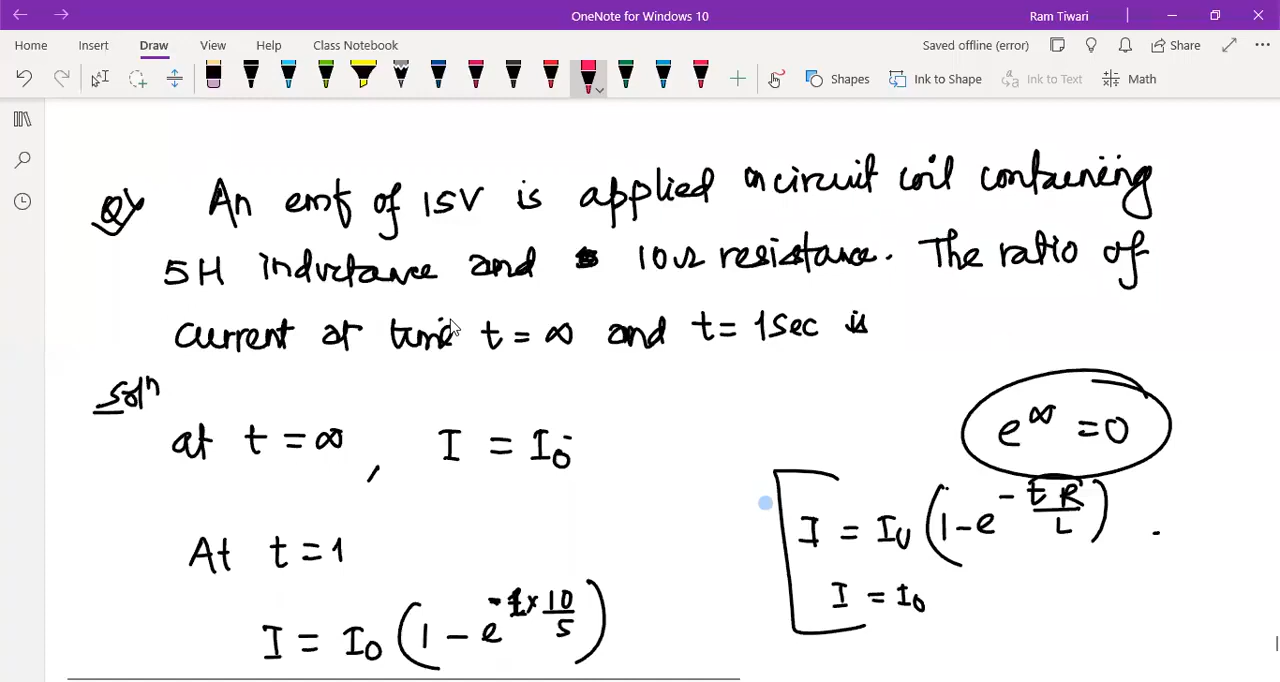 OneNote for Windows 10
Ram Tiwari
Home Insert Draw View Help Class Notebook
Saved offline (error) Share
Shapes Ink to Shape Ink to Text Math
Q) An emf of 15V is applied in circuit coil containing
5H inductance and 10Ω resistance. The ratio of
current at time t = ∞ and t = 1 sec is
Solⁿ
at t = ∞, I = I₀
e^∞ = 0
I = I₀ (1 - e^(-tR/L)).
I = I₀
At t = 1
I = I₀ (1 - e^(-1×10/5))